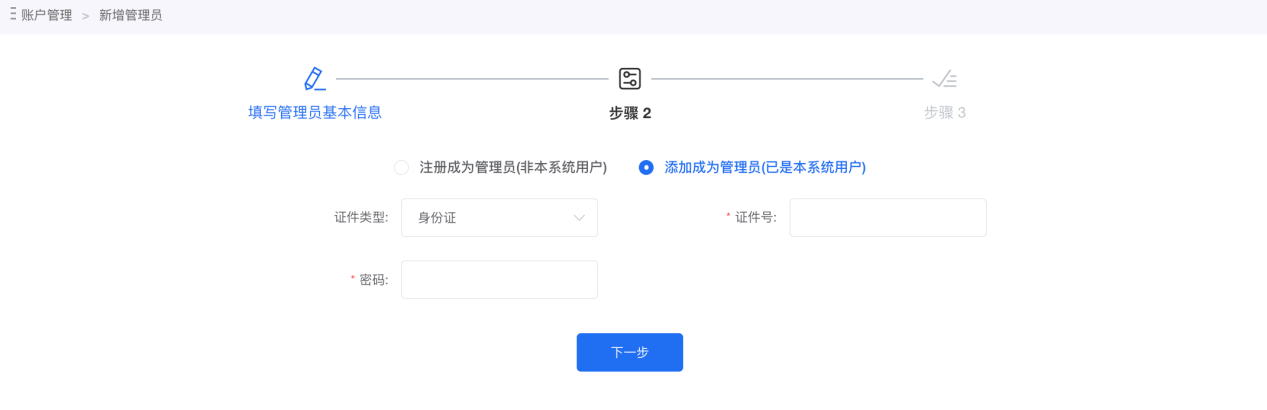 账户管理 > 新增管理员
填写管理员基本信息 步骤 2 步骤 3
注册成为管理员(非本系统用户) 添加成为管理员(已是本系统用户)
证件类型: 身份证 * 证件号:
* 密码:
下一步